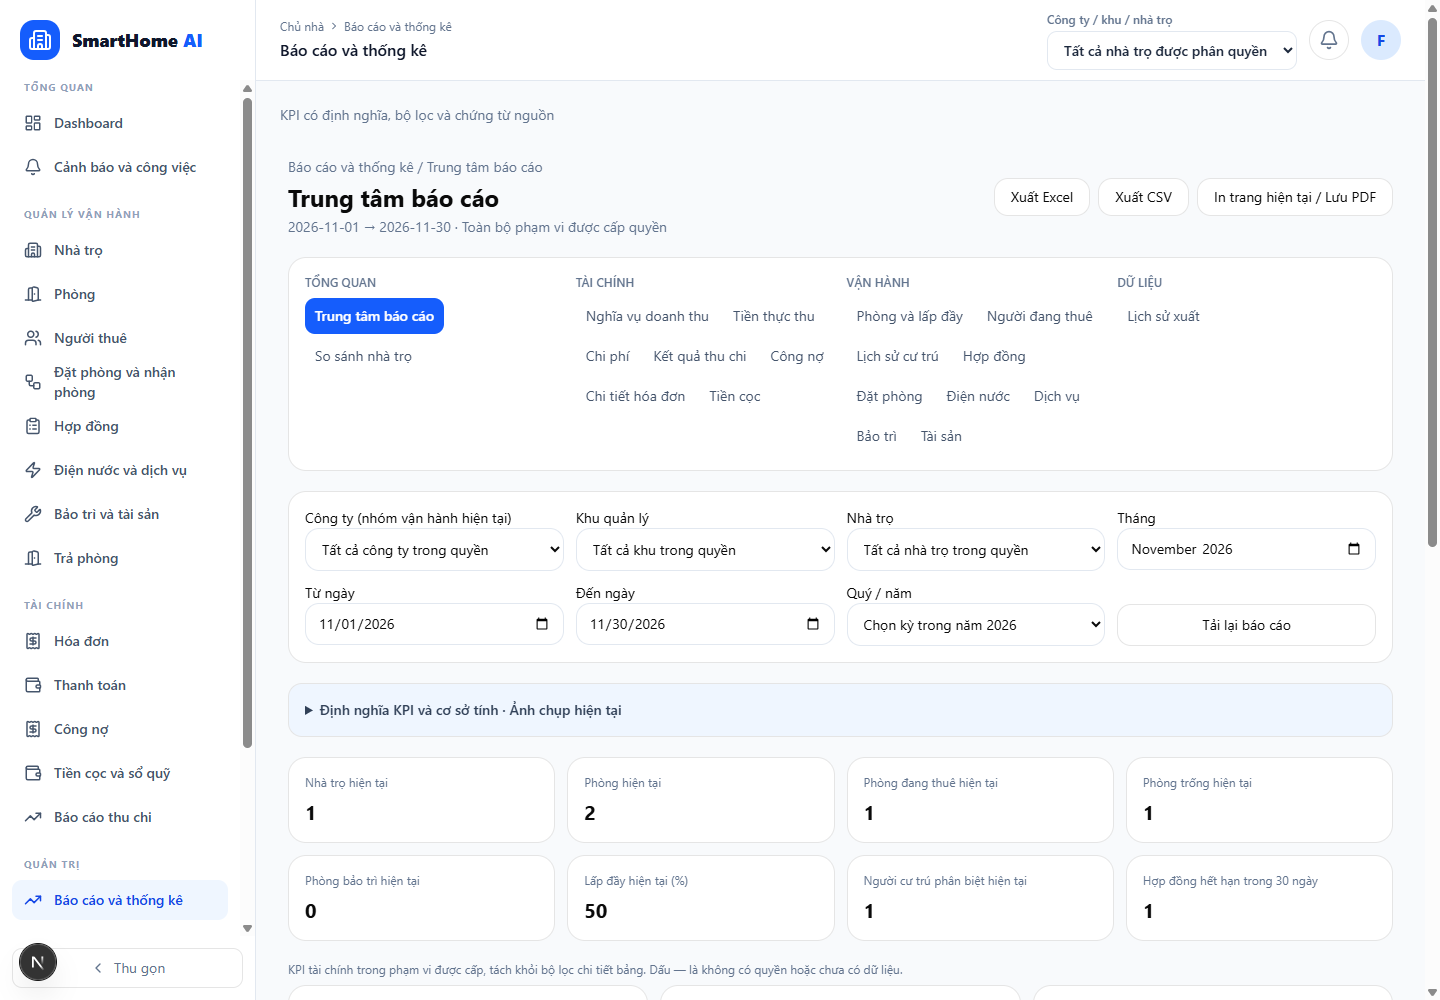 SmartHome AI
TỔNG QUAN
Dashboard
Cảnh báo và công việc
QUẢN LÝ VẬN HÀNH
Nhà trọ
Phòng
Người thuê
Đặt phòng và nhận
phòng
Hợp đồng
Điện nước và dịch vụ
Bảo trì và tài sản
Trả phòng
TÀI CHÍNH
Hóa đơn
Thanh toán
Công nợ
Tiền cọc và sổ quỹ
Báo cáo thu chi
QUẢN TRỊ
Báo cáo và thống kê
N
Thu gọn
Chủ nhà > Báo cáo và thống kê
Báo cáo và thống kê
Công ty / khu / nhà trọ
Tất cả nhà trọ được phân quyền
F
KPI có định nghĩa, bộ lọc và chứng từ nguồn
Báo cáo và thống kê / Trung tâm báo cáo
Trung tâm báo cáo
2026-11-01 → 2026-11-30 · Toàn bộ phạm vi được cấp quyền
Xuất Excel
Xuất CSV
In trang hiện tại / Lưu PDF
TỔNG QUAN
Trung tâm báo cáo
So sánh nhà trọ
TÀI CHÍNH
Nghĩa vụ doanh thu Tiền thực thu
Chi phí Kết quả thu chi Công nợ
Chi tiết hóa đơn Tiền cọc
VẬN HÀNH
Phòng và lấp đầy Người đang thuê
Lịch sử cư trú Hợp đồng
Đặt phòng Điện nước Dịch vụ
Bảo trì Tài sản
DỮ LIỆU
Lịch sử xuất
Công ty (nhóm vận hành hiện tại)
Tất cả công ty trong quyền
Khu quản lý
Tất cả khu trong quyền
Nhà trọ
Tất cả nhà trọ trong quyền
Tháng
November 2026
Từ ngày
11/01/2026
Đến ngày
11/30/2026
Quý / năm
Chọn kỳ trong năm 2026
Tải lại báo cáo
Định nghĩa KPI và cơ sở tính · Ảnh chụp hiện tại
Nhà trọ hiện tại
1
Phòng hiện tại
2
Phòng đang thuê hiện tại
1
Phòng trống hiện tại
1
Phòng bảo trì hiện tại
0
Lấp đầy hiện tại (%)
50
Người cư trú phân biệt hiện tại
1
Hợp đồng hết hạn trong 30 ngày
1
KPI tài chính trong phạm vi được cấp, tách khỏi bộ lọc chi tiết bảng. Dấu — là không có quyền hoặc chưa có dữ liệu.